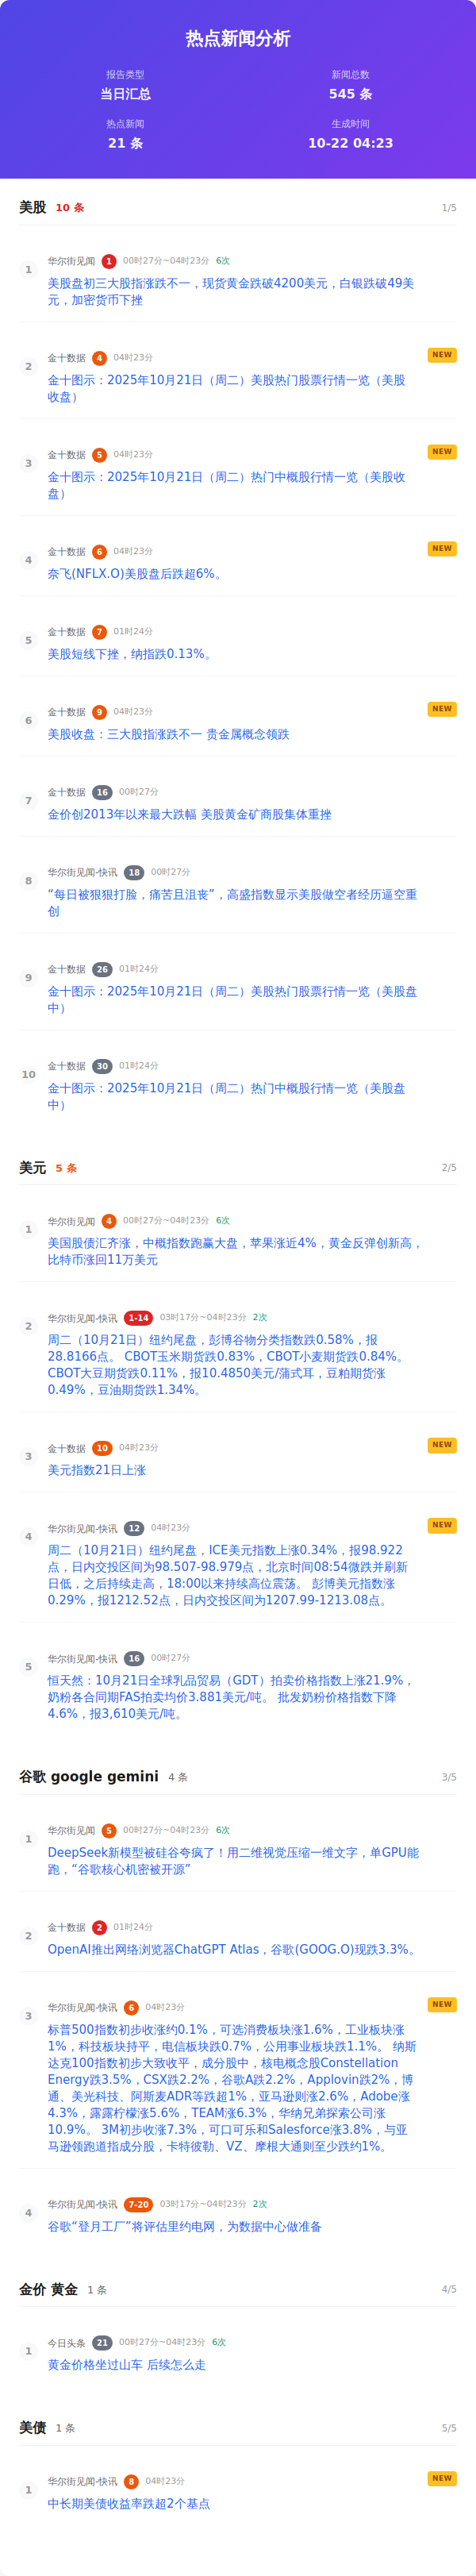 热点新闻分析
报告类型
当日汇总
新闻总数
545 条
热点新闻
21 条
生成时间
10-22 04:23
美股 10 条 1/5
1
华尔街见闻 1 00时27分~04时23分 6次
美股盘初三大股指涨跌不一，现货黄金跌破4200美元，白银跌破49美
元，加密货币下挫
2
金十数据 4 04时23分 NEW
金十图示：2025年10月21日（周二）美股热门股票行情一览（美股
收盘）
3
金十数据 5 04时23分 NEW
金十图示：2025年10月21日（周二）热门中概股行情一览（美股收
盘）
4
金十数据 6 04时23分 NEW
奈飞(NFLX.O)美股盘后跌超6%。
5
金十数据 7 01时24分
美股短线下挫，纳指跌0.13%。
6
金十数据 9 04时23分 NEW
美股收盘：三大股指涨跌不一 贵金属概念领跌
7
金十数据 16 00时27分
金价创2013年以来最大跌幅 美股黄金矿商股集体重挫
8
华尔街见闻-快讯 18 00时27分
“每日被狠狠打脸，痛苦且沮丧”，高盛指数显示美股做空者经历逼空重
创
9
金十数据 26 01时24分
金十图示：2025年10月21日（周二）美股热门股票行情一览（美股盘
中）
10
金十数据 30 01时24分
金十图示：2025年10月21日（周二）热门中概股行情一览（美股盘
中）
美元 5 条 2/5
1
华尔街见闻 4 00时27分~04时23分 6次
美国股债汇齐涨，中概指数跑赢大盘，苹果涨近4%，黄金反弹创新高，
比特币涨回11万美元
2
华尔街见闻-快讯 1-14 03时17分~04时23分 2次
周二（10月21日）纽约尾盘，彭博谷物分类指数跌0.58%，报
28.8166点。 CBOT玉米期货跌0.83%，CBOT小麦期货跌0.84%。
CBOT大豆期货跌0.11%，报10.4850美元/蒲式耳，豆粕期货涨
0.49%，豆油期货跌1.34%。
3
金十数据 10 04时23分 NEW
美元指数21日上涨
4
华尔街见闻-快讯 12 04时23分 NEW
周二（10月21日）纽约尾盘，ICE美元指数上涨0.34%，报98.922
点，日内交投区间为98.507-98.979点，北京时间08:54微跌并刷新
日低，之后持续走高，18:00以来持续高位震荡。 彭博美元指数涨
0.29%，报1212.52点，日内交投区间为1207.99-1213.08点。
5
华尔街见闻-快讯 16 00时27分
恒天然：10月21日全球乳品贸易（GDT）拍卖价格指数上涨21.9%，
奶粉各合同期FAS拍卖均价3.881美元/吨。 批发奶粉价格指数下降
4.6%，报3,610美元/吨。
谷歌 google gemini 4 条 3/5
1
华尔街见闻 5 00时27分~04时23分 6次
DeepSeek新模型被硅谷夸疯了！用二维视觉压缩一维文字，单GPU能
跑，“谷歌核心机密被开源”
2
金十数据 2 01时24分
OpenAI推出网络浏览器ChatGPT Atlas，谷歌(GOOG.O)现跌3.3%。
3
华尔街见闻-快讯 6 04时23分 NEW
标普500指数初步收涨约0.1%，可选消费板块涨1.6%，工业板块涨
1%，科技板块持平，电信板块跌0.7%，公用事业板块跌1.1%。 纳斯
达克100指数初步大致收平，成分股中，核电概念股Constellation
Energy跌3.5%，CSX跌2.2%，谷歌A跌2.2%，Applovin跌2%，博
通、美光科技、阿斯麦ADR等跌超1%，亚马逊则涨2.6%，Adobe涨
4.3%，露露柠檬涨5.6%，TEAM涨6.3%，华纳兄弟探索公司涨
10.9%。 3M初步收涨7.3%，可口可乐和Salesforce涨3.8%，与亚
马逊领跑道指成分股，卡特彼勒、VZ、摩根大通则至少跌约1%。
4
华尔街见闻-快讯 7-20 03时17分~04时23分 2次
谷歌“登月工厂”将评估里约电网，为数据中心做准备
金价 黄金 1 条 4/5
1
今日头条 21 00时27分~04时23分 6次
黄金价格坐过山车 后续怎么走
美债 1 条 5/5
1
华尔街见闻-快讯 8 04时23分 NEW
中长期美债收益率跌超2个基点